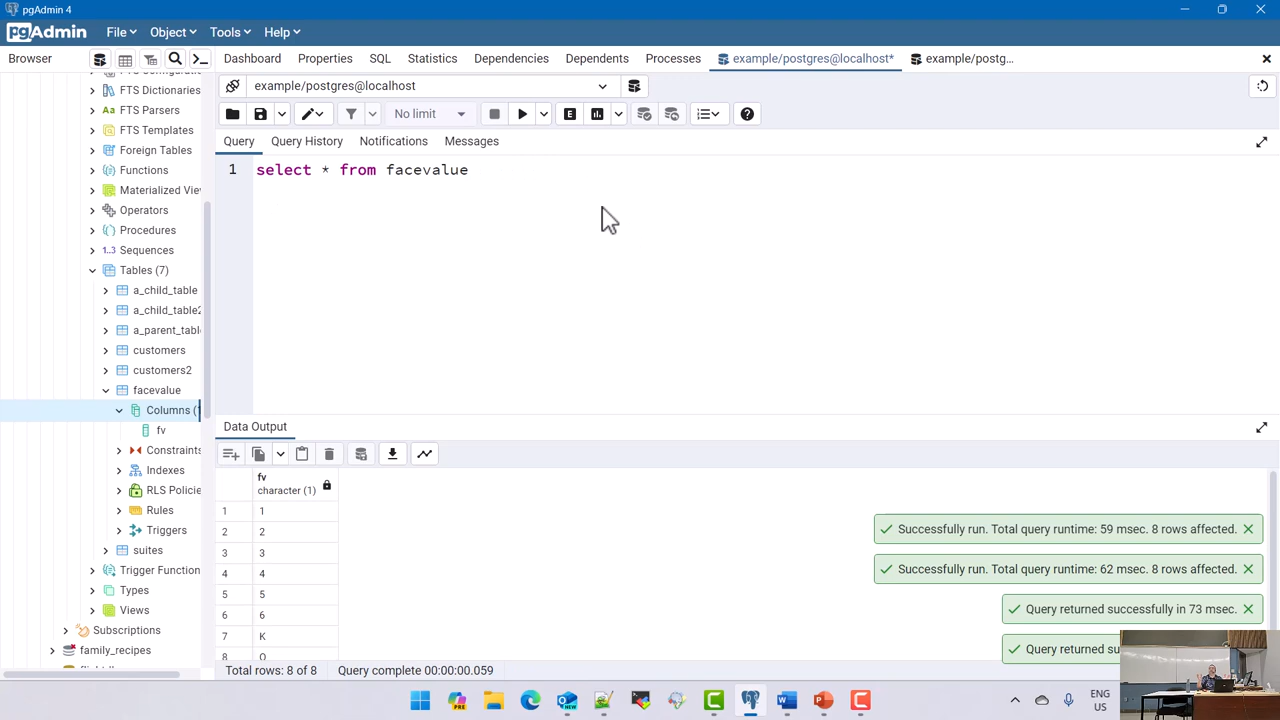 pgAdmin 4
pgAdmin File Object Tools Help
Browser Dashboard Properties SQL Statistics Dependencies Dependents Processes example/postgres@localhost* example/postg...
example/postgres@localhost
No limit
Query Query History Notifications Messages
1 select * from facevalue
FTS Dictionaries
FTS Parsers
FTS Templates
Foreign Tables
Functions
Materialized Vie
Operators
Procedures
1..3 Sequences
Tables (7)
a_child_table
a_child_table2
a_parent_tabl
customers
customers2
facevalue
Columns (
fv
Constraints
Indexes
RLS Policie
Rules
Triggers
suites
Trigger Function
Types
Views
Subscriptions
family_recipes
Data Output
fv
character (1)
1 1
2 2
3 3
4 4
5 5
6 6
7 K
8
Successfully run. Total query runtime: 59 msec. 8 rows affected.
Successfully run. Total query runtime: 62 msec. 8 rows affected.
Query returned successfully in 73 msec.
Query returned su
Total rows: 8 of 8 Query complete 00:00:00.059
ENG
US